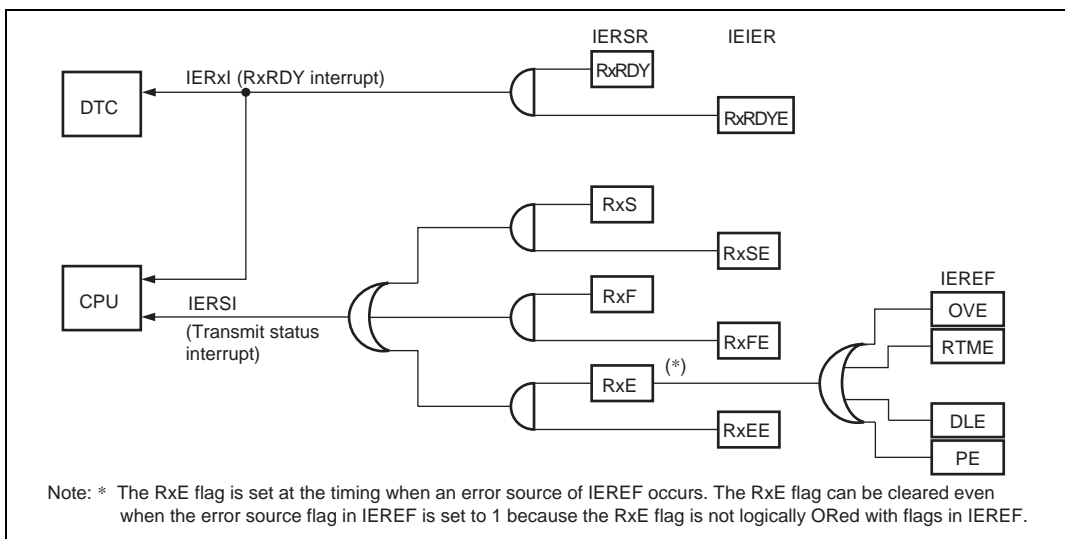 IERSR IEIER
RxRDY
IERxI (RxRDY interrupt)
DTC
RxRDYE
RxS
RxSE
IEREF
CPU
IERSI
(Transmit status
interrupt)
RxF
OVE
RxFE
RTME
RxE
(*)
RxEE
DLE
PE
Note: * The RxE flag is set at the timing when an error source of IEREF occurs. The RxE flag can be cleared even
when the error source flag in IEREF is set to 1 because the RxE flag is not logically ORed with flags in IEREF.